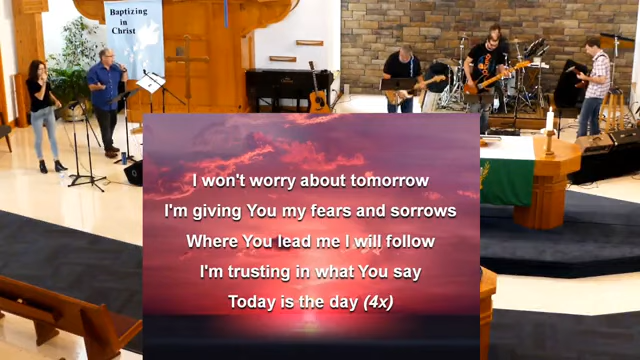 Baptizing
in
Christ
I won't worry about tomorrow
I'm giving You my fears and sorrows
Where You lead me I will follow
I'm trusting in what You say
Today is the day (4x)